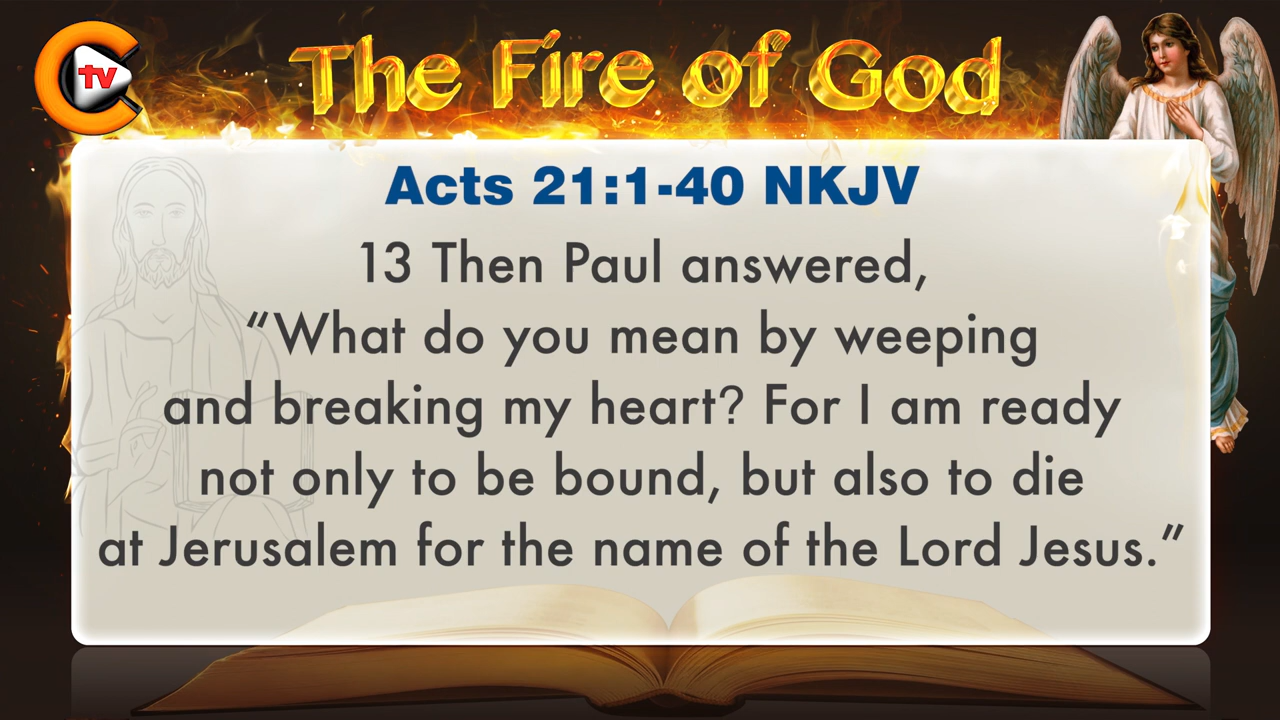 C
tv
The Fire of God
Acts 21:1-40 NKJV
13 Then Paul answered,
“What do you mean by weeping
and breaking my heart? For I am ready
not only to be bound, but also to die
at Jerusalem for the name of the Lord Jesus.”